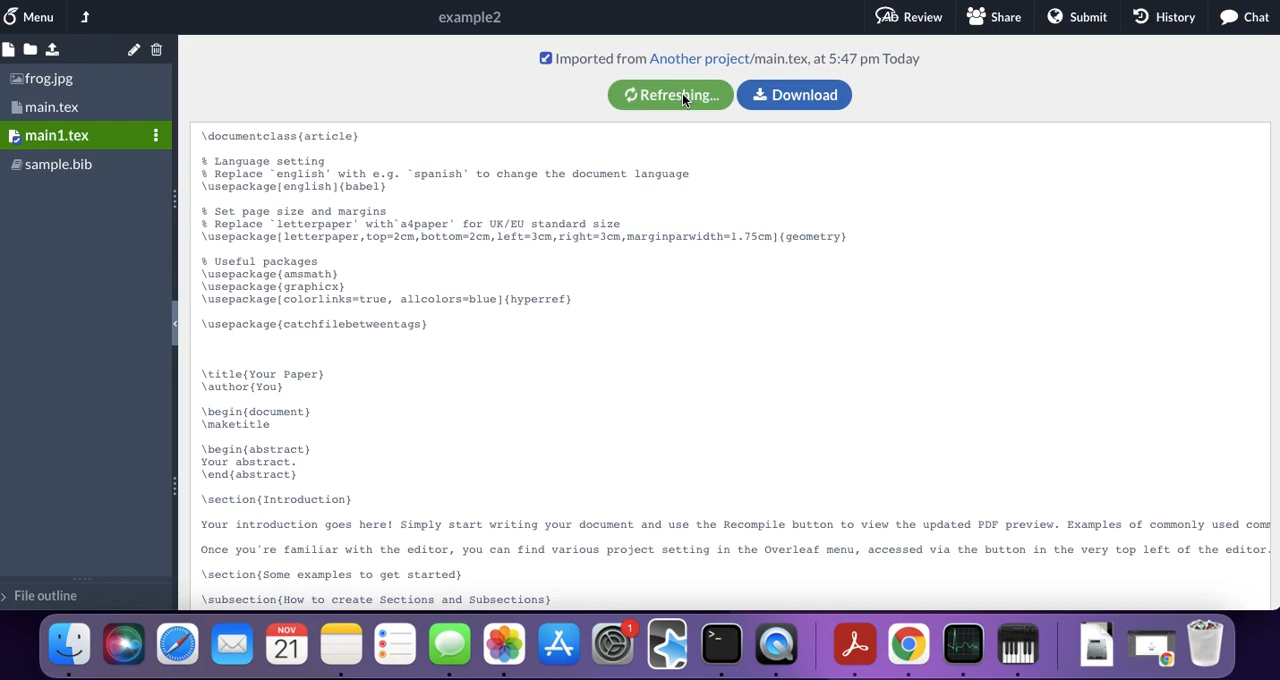 Menu
example2
Review
Share
Submit
History
Chat
frog.jpg
main.tex
main1.tex
sample.bib
File outline
Imported from Another project/main.tex, at 5:47 pm Today
Refreshing...
Download
\documentclass{article}
% Language setting
% Replace `english' with e.g. `spanish' to change the document language
\usepackage[english]{babel}
% Set page size and margins
% Replace `letterpaper' with`a4paper' for UK/EU standard size
\usepackage[letterpaper,top=2cm,bottom=2cm,left=3cm,right=3cm,marginparwidth=1.75cm]{geometry}
% Useful packages
\usepackage{amsmath}
\usepackage{graphicx}
\usepackage[colorlinks=true, allcolors=blue]{hyperref}
\usepackage{catchfilebetweentags}
\title{Your Paper}
\author{You}
\begin{document}
\maketitle
\begin{abstract}
Your abstract.
\end{abstract}
\section{Introduction}
Your introduction goes here! Simply start writing your document and use the Recompile button to view the updated PDF preview. Examples of commonly used com
Once you're familiar with the editor, you can find various project setting in the Overleaf menu, accessed via the button in the very top left of the editor.
\section{Some examples to get started}
\subsection{How to create Sections and Subsections}
NOV
21
1